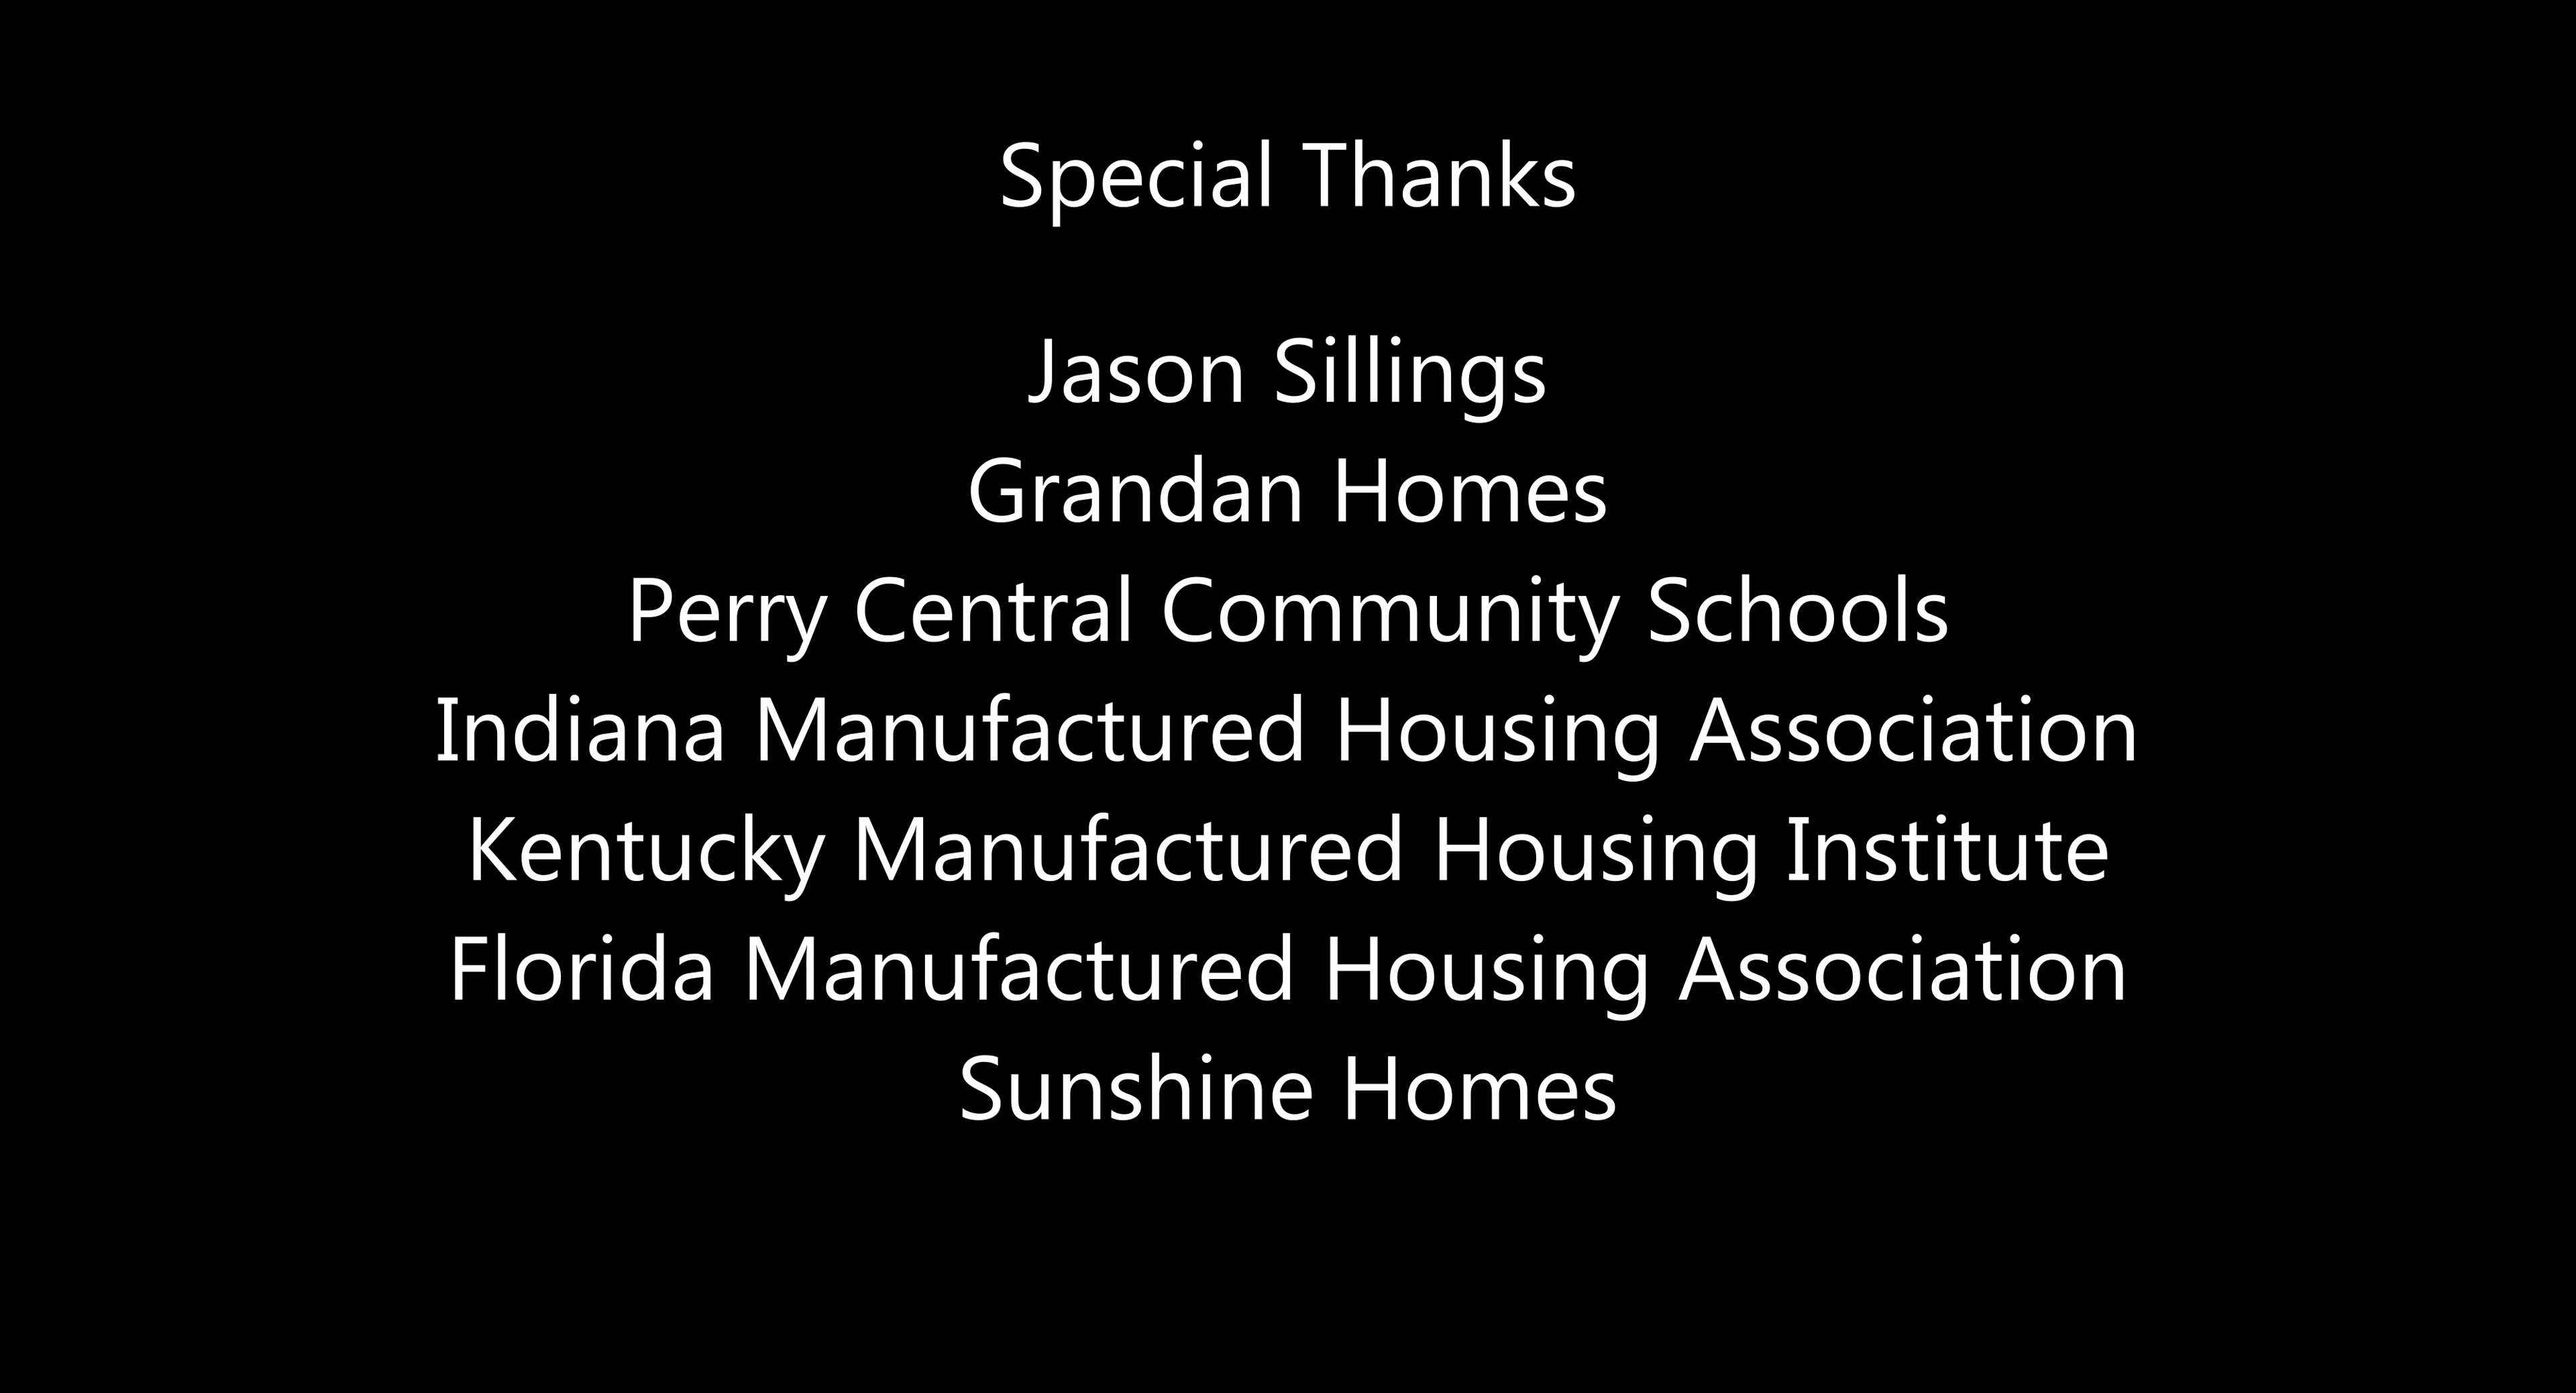 Special Thanks
Jason Sillings
Grandan Homes
Perry Central Community Schools
Indiana Manufactured Housing Association
Kentucky Manufactured Housing Institute
Florida Manufactured Housing Association
Sunshine Homes